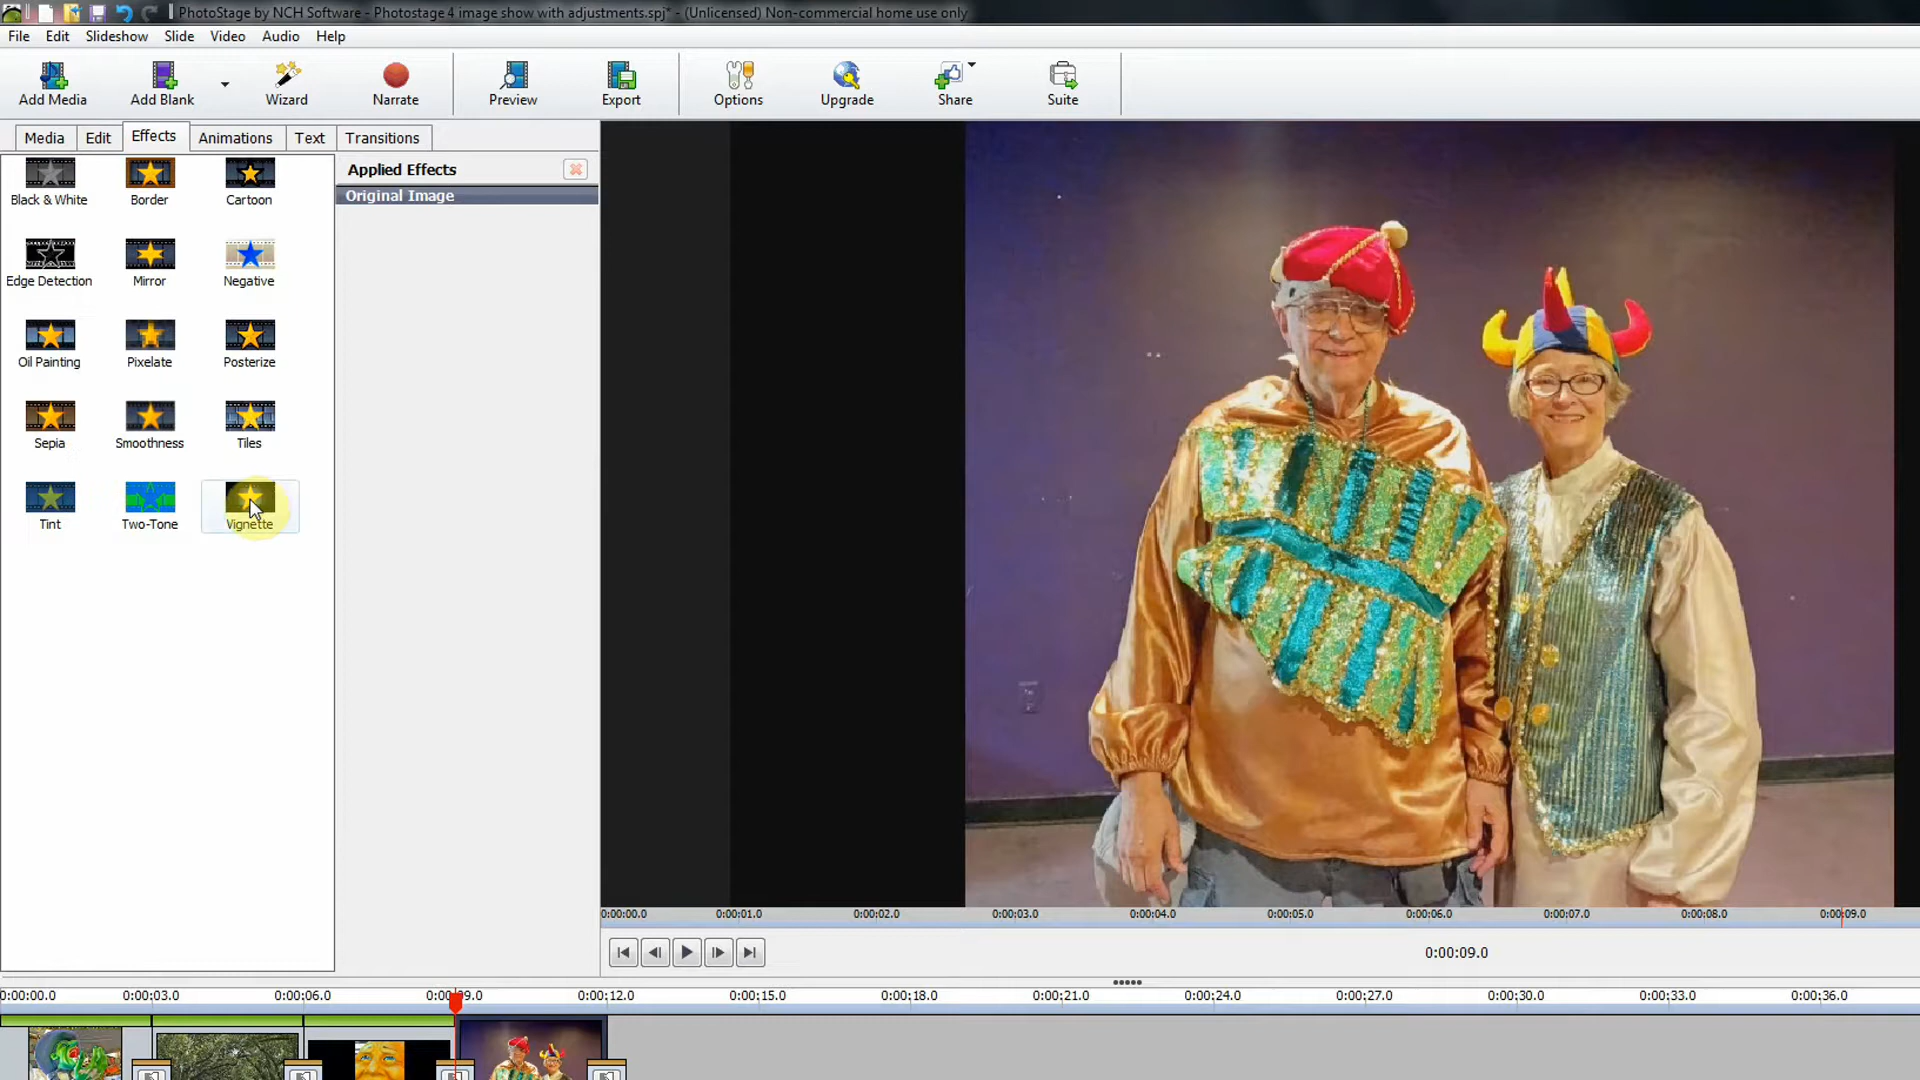 PhotoStage by NCH Software - Photostage 4 image show with adjustments.spj* - (Unlicensed) Non-commercial home use only
File Edit Slideshow Slide Video Audio Help
Add Media Add Blank Wizard Narrate Preview Export Options Upgrade Share Suite
Media Edit Effects Animations Text Transitions
Applied Effects
Original Image
Black & White Border Cartoon
Edge Detection Mirror Negative
Oil Painting Pixelate Posterize
Sepia Smoothness Tiles
Tint Two-Tone Vignette
0:00:00.0 0:00:01.0 0:00:02.0 0:00:03.0 0:00:04.0 0:00:05.0 0:00:06.0 0:00:07.0 0:00:08.0 0:00:09.0
0:00:09.0
0:00:00.0 0:00:03.0 0:00:06.0 0:00:09.0 0:00:12.0 0:00:15.0 0:00:18.0 0:00:21.0 0:00:24.0 0:00:27.0 0:00:30.0 0:00:33.0 0:00:36.0